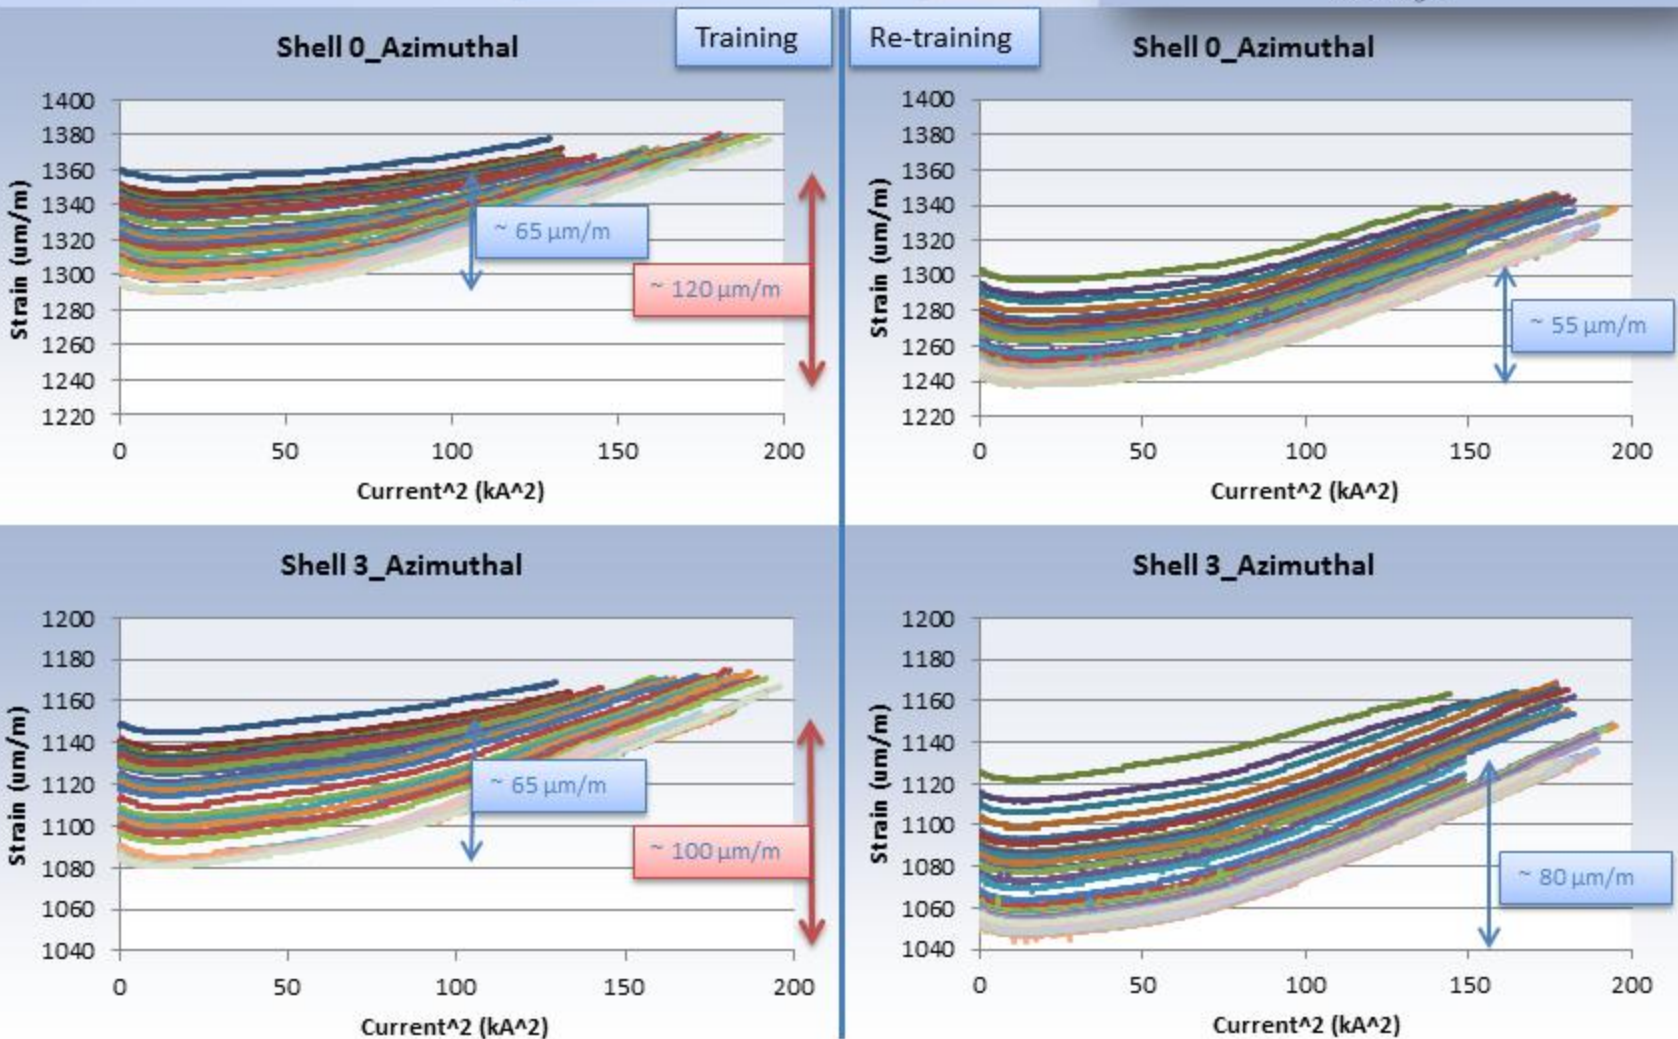 Training
Re-training
Shell 0_Azimuthal
1400
1380
1360
1340
1320
1300
1280
1260
1240
1220
Strain (um/m)
~ 65 µm/m
~ 120 µm/m
0 50 100 150 200
Current^2 (kA^2)
Shell 0_Azimuthal
1400
1380
1360
1340
1320
1300
1280
1260
1240
1220
Strain (um/m)
~ 55 µm/m
0 50 100 150 200
Current^2 (kA^2)
Shell 3_Azimuthal
1200
1180
1160
1140
1120
1100
1080
1060
1040
Strain (um/m)
~ 65 µm/m
~ 100 µm/m
0 50 100 150 200
Current^2 (kA^2)
Shell 3_Azimuthal
1200
1180
1160
1140
1120
1100
1080
1060
1040
Strain (um/m)
~ 80 µm/m
0 50 100 150 200
Current^2 (kA^2)